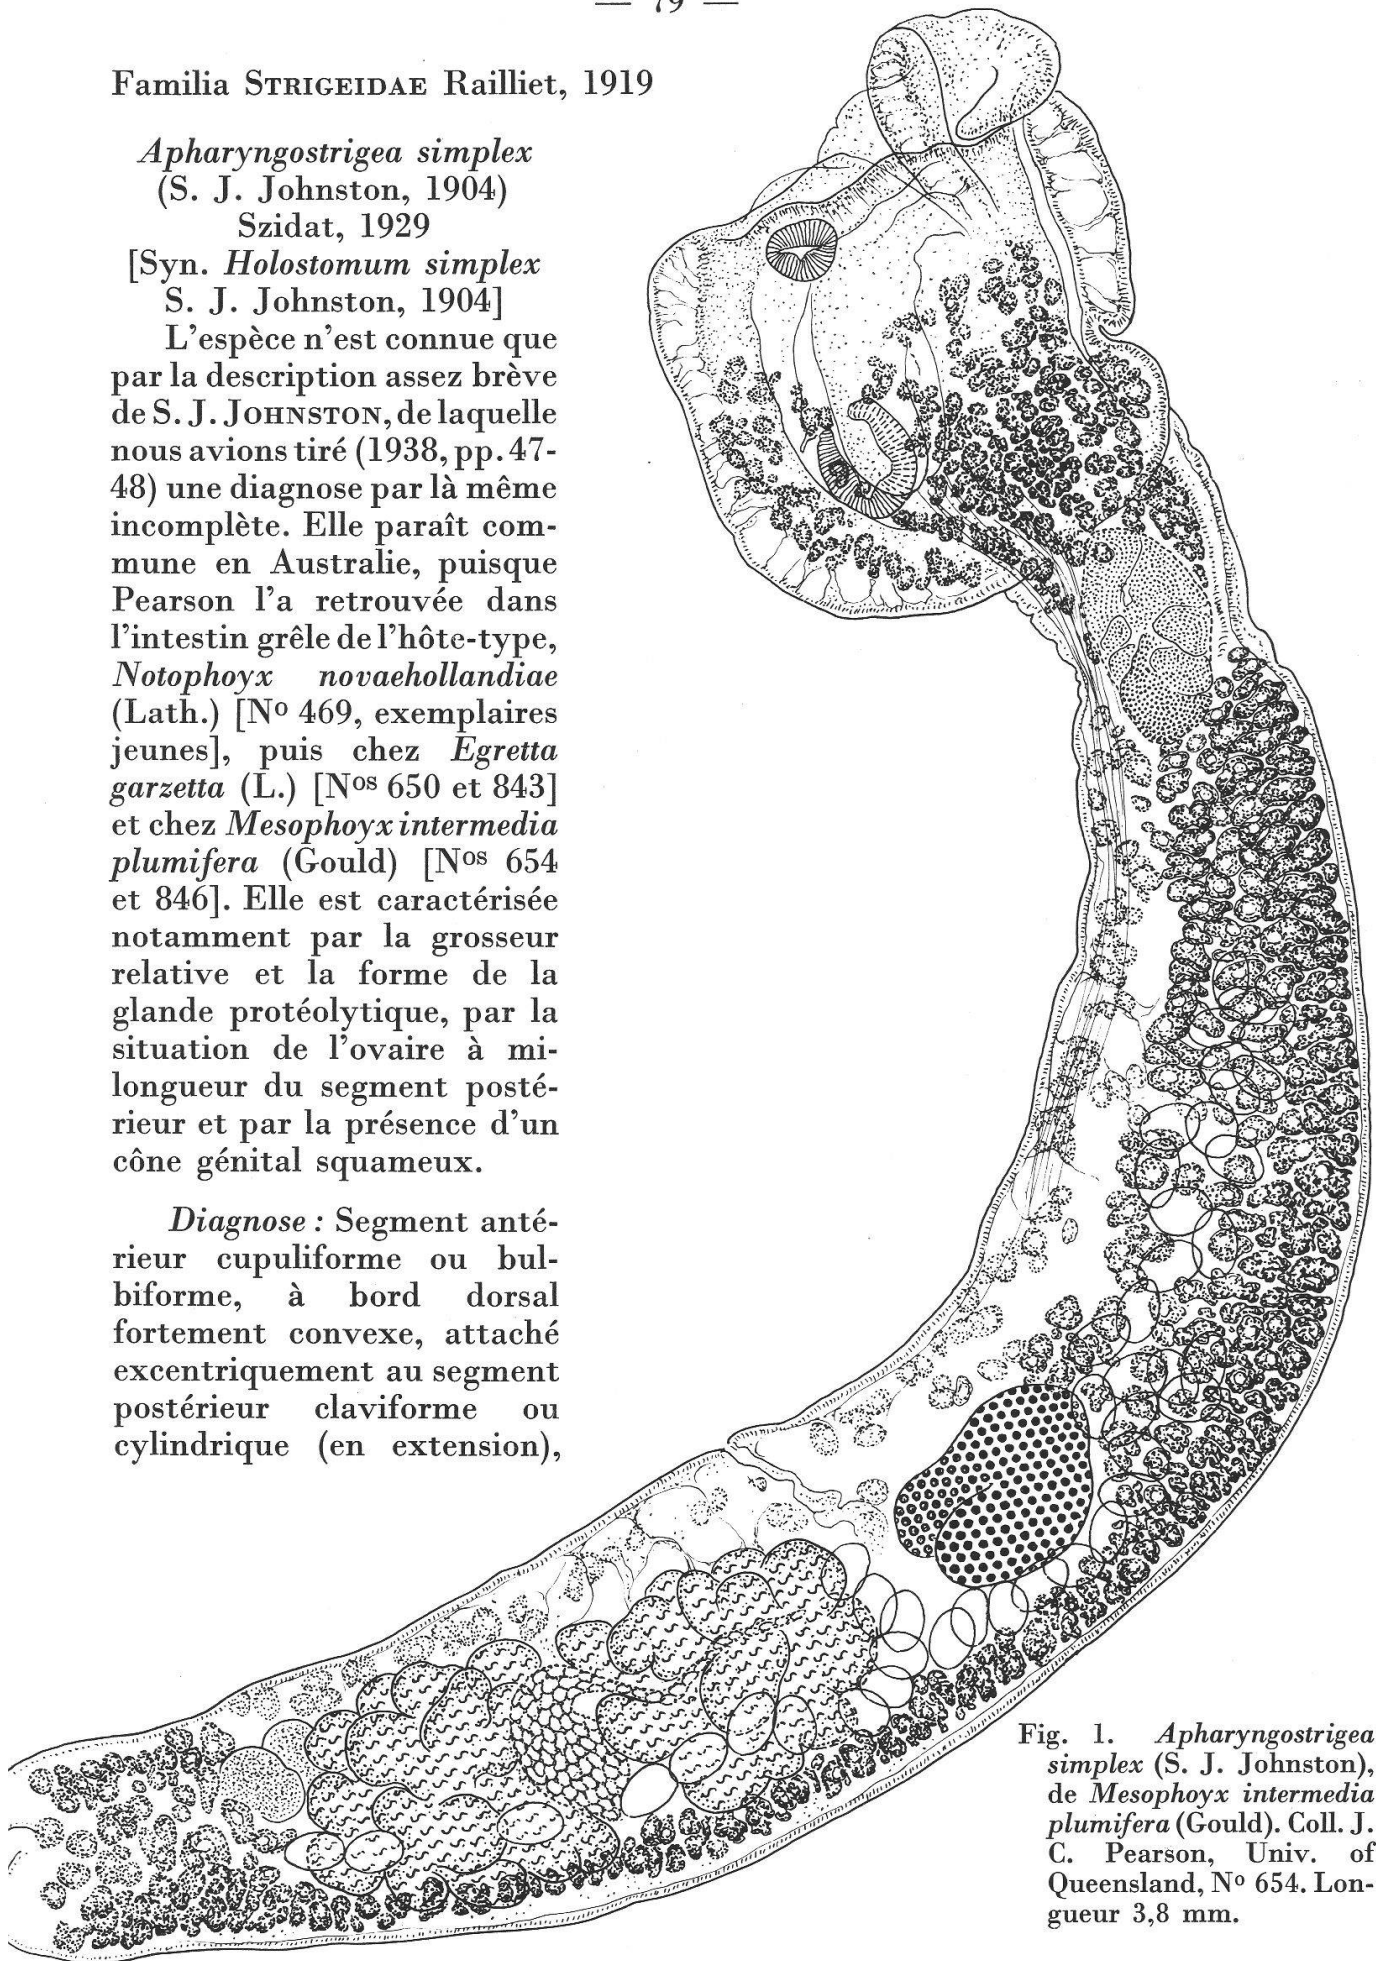 — 79 —
Familia STRIGEIDAE Railliet, 1919
Apharyngostrigea simplex
(S. J. Johnston, 1904)
Szidat, 1929
[Syn. Holostomum simplex
S. J. Johnston, 1904]
L'espèce n'est connue que
par la description assez brève
de S. J. JOHNSTON, de laquelle
nous avions tiré (1938, pp. 47-
48) une diagnose par là même
incomplète. Elle paraît com-
mune en Australie, puisque
Pearson l'a retrouvée dans
l'intestin grêle de l'hôte-type,
Notophoyx novaehollandiae
(Lath.) [No 469, exemplaires
jeunes], puis chez Egretta
garzetta (L.) [Nos 650 et 843]
et chez Mesophoyx intermedia
plumifera (Gould) [Nos 654
et 846]. Elle est caractérisée
notamment par la grosseur
relative et la forme de la
glande protéolytique, par la
situation de l'ovaire à mi-
longueur du segment posté-
rieur et par la présence d'un
cône génital squameux.
Diagnose : Segment anté-
rieur cupuliforme ou bul-
biforme, à bord dorsal
fortement convexe, attaché
excentriquement au segment
postérieur claviforme ou
cylindrique (en extension),
Fig. 1. Apharyngostrigea
simplex (S. J. Johnston),
de Mesophoyx intermedia
plumifera (Gould). Coll. J.
C. Pearson, Univ. of
Queensland, No 654. Lon-
gueur 3,8 mm.